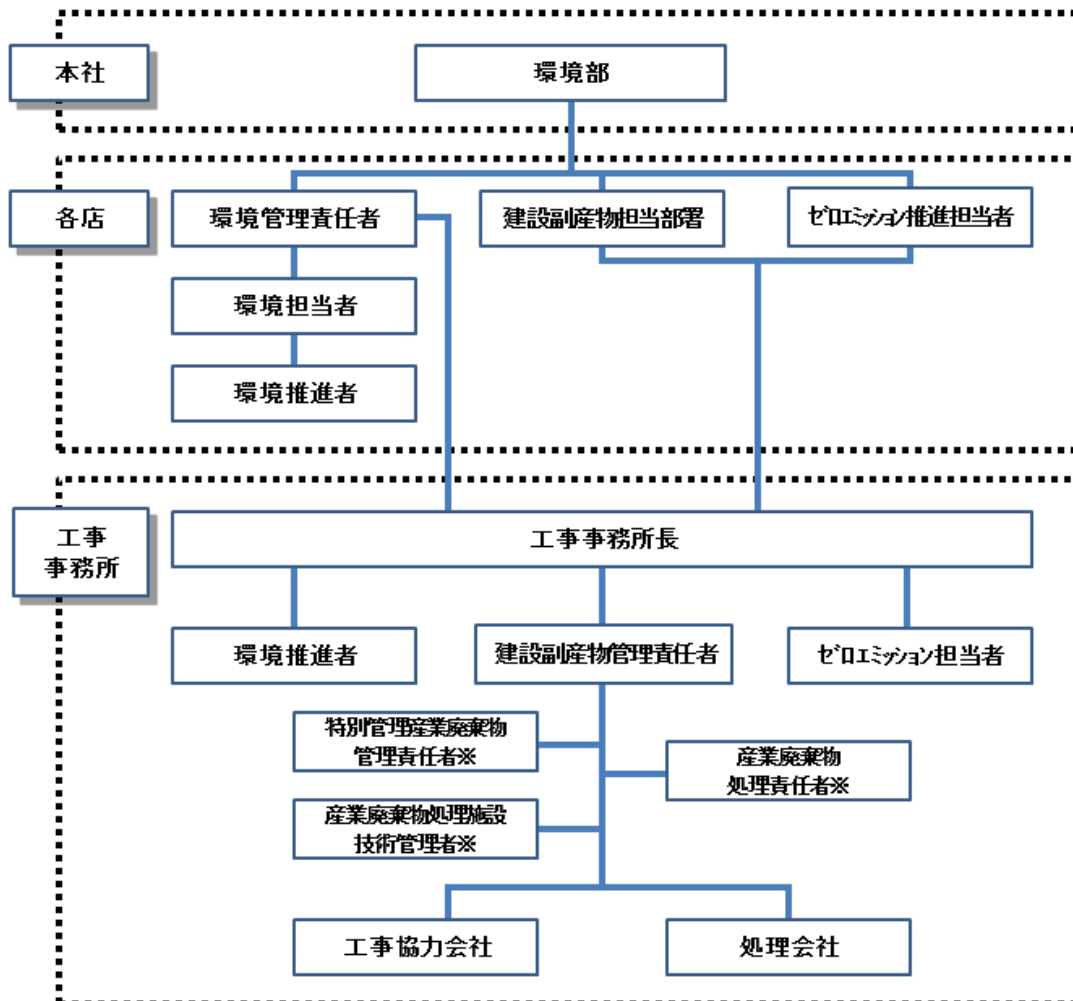 本社
環境部
各店
環境管理責任者
建設副産物担当部署
ｾﾞﾛｴﾐｯｼｮﾝ推進担当者
環境担当者
環境推進者
工事
事務所
工事事務所長
環境推進者
建設副産物管理責任者
ｾﾞﾛｴﾐｯｼｮﾝ担当者
特別管理産業廃棄物
管理責任者※
産業廃棄物
処理責任者※
産業廃棄物処理施設
技術管理者※
工事協力会社
処理会社